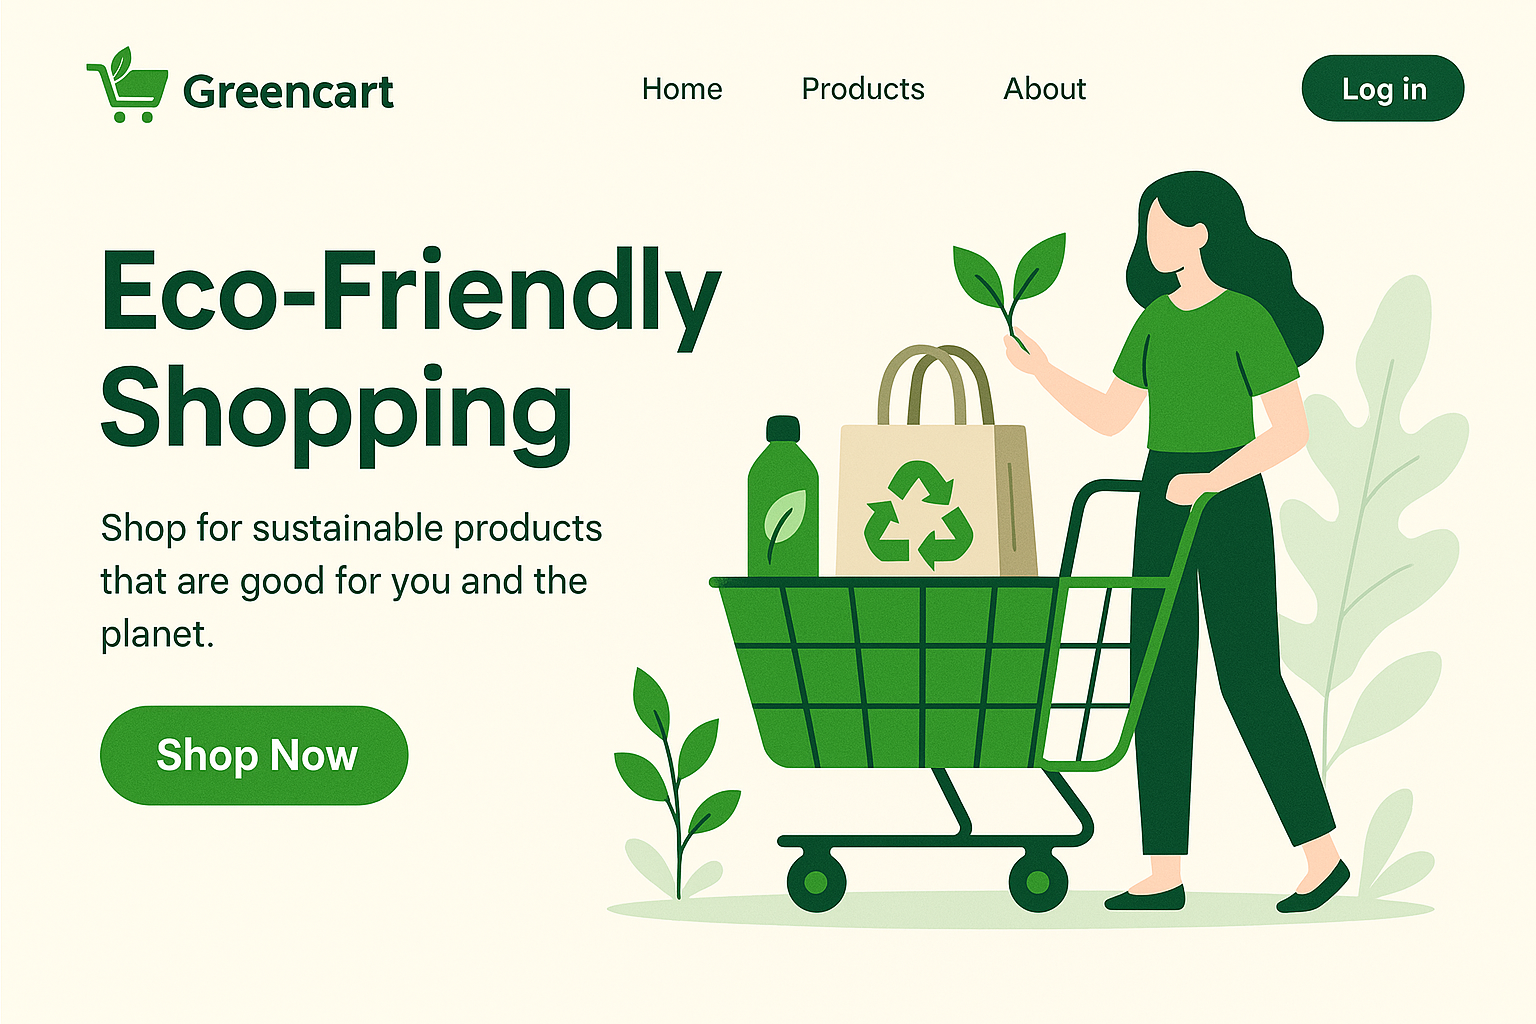 Greencart
Home
Products
About
Log in
Eco-Friendly
Shopping
Shop for sustainable products
that are good for you and the
planet.
Shop Now